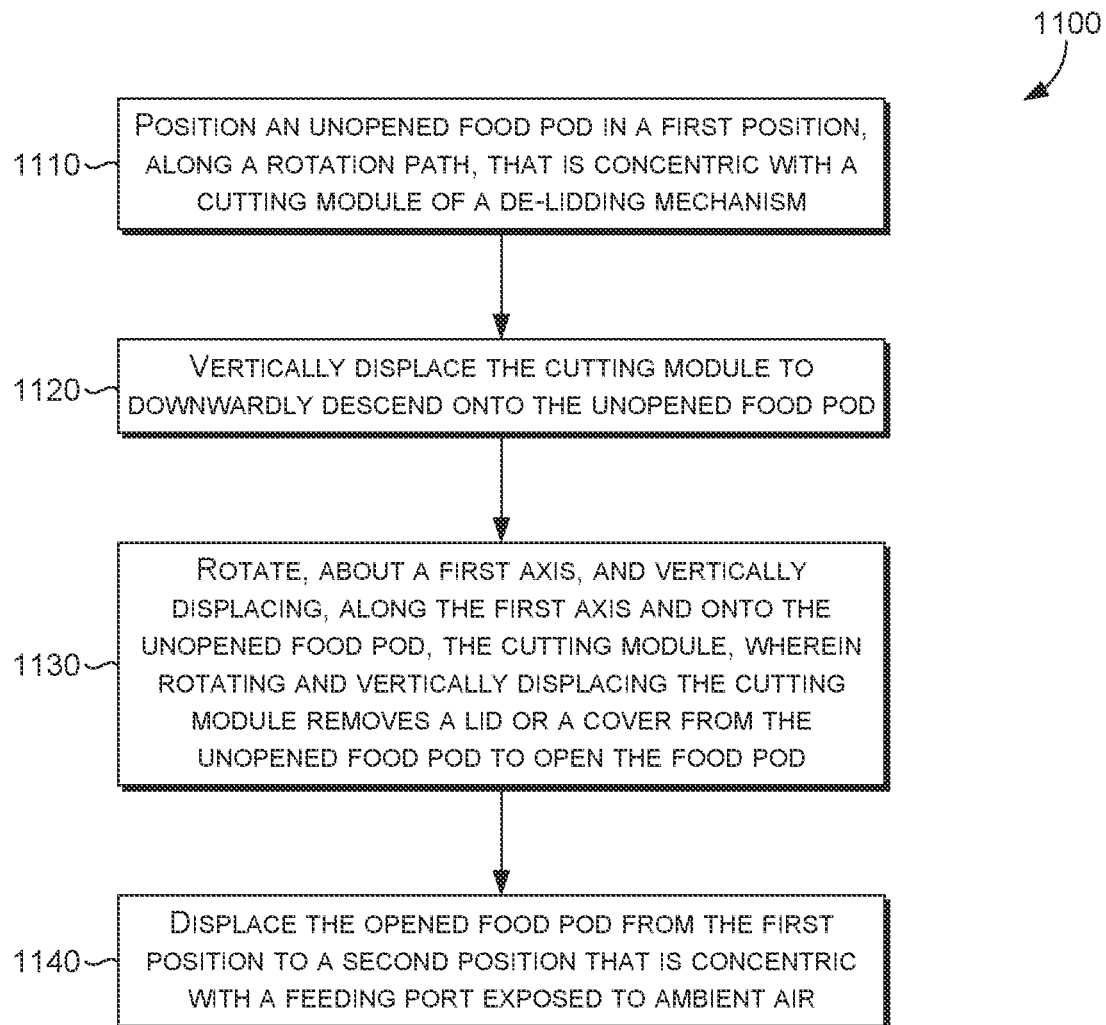 1100
1110
POSITION AN UNOPENED FOOD POD IN A FIRST POSITION,
ALONG A ROTATION PATH, THAT IS CONCENTRIC WITH A
CUTTING MODULE OF A DE-LIDDING MECHANISM
1120
VERTICALLY DISPLACE THE CUTTING MODULE TO
DOWNWARDLY DESCEND ONTO THE UNOPENED FOOD POD
1130
ROTATE, ABOUT A FIRST AXIS, AND VERTICALLY
DISPLACING, ALONG THE FIRST AXIS AND ONTO THE
UNOPENED FOOD POD, THE CUTTING MODULE, WHEREIN
ROTATING AND VERTICALLY DISPLACING THE CUTTING
MODULE REMOVES A LID OR A COVER FROM THE
UNOPENED FOOD POD TO OPEN THE FOOD POD
1140
DISPLACE THE OPENED FOOD POD FROM THE FIRST
POSITION TO A SECOND POSITION THAT IS CONCENTRIC
WITH A FEEDING PORT EXPOSED TO AMBIENT AIR